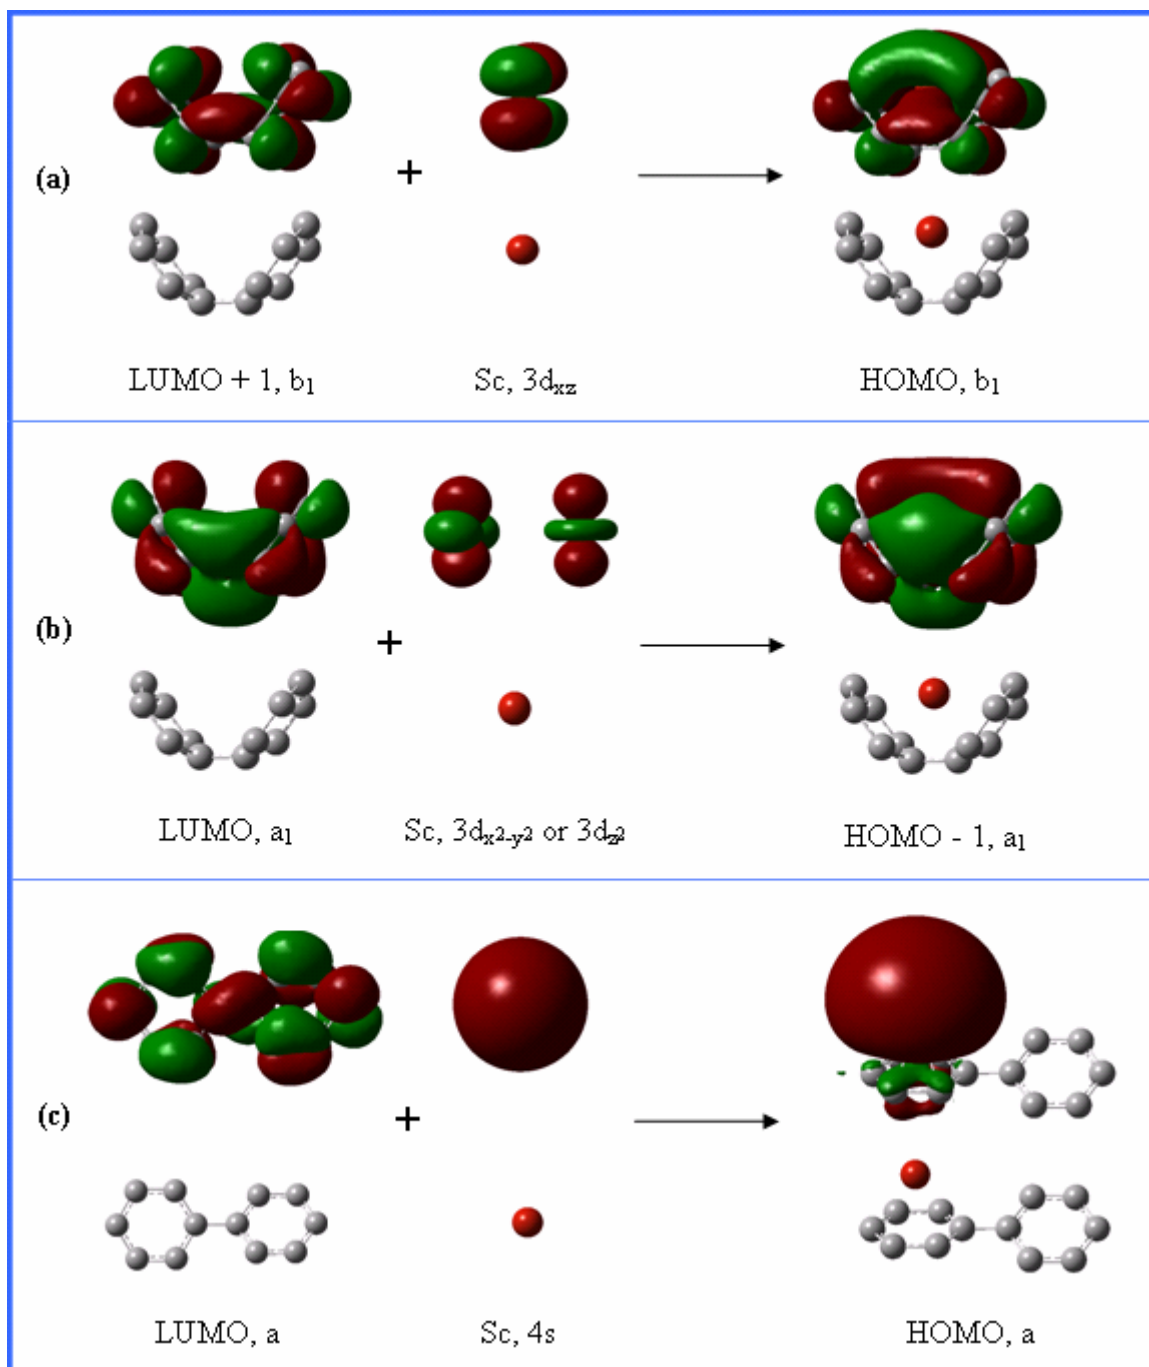 (a)
+
LUMO + 1, b₁
Sc, 3dₓz
HOMO, b₁
(b)
+
LUMO, a₁
Sc, 3dₓ²₋y² or 3dz²
HOMO - 1, a₁
(c)
+
LUMO, a
Sc, 4s
HOMO, a